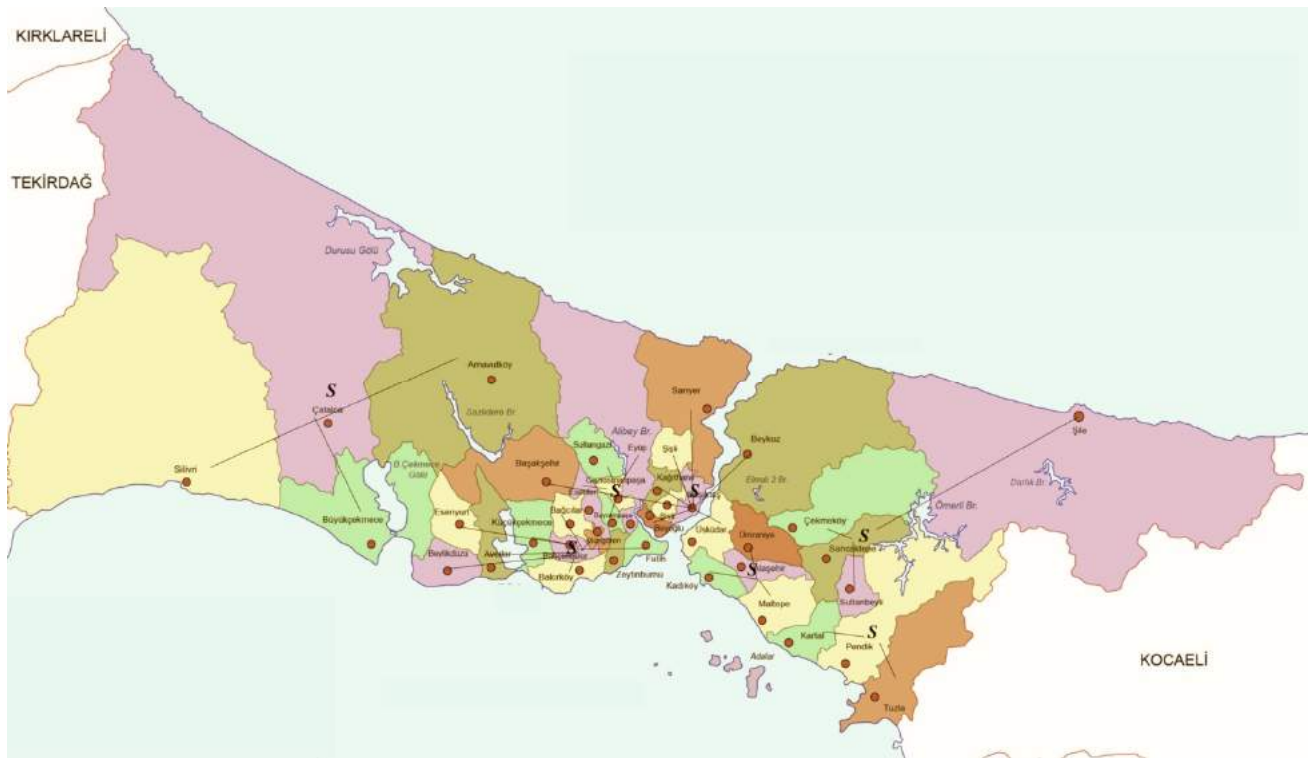 KIRKLARELİ
TEKİRDAĞ
Durusu Gölü
Arnavutköy
Sarıyer
S
Çatalca
Sazlıdere Br.
Alibey Br.
Eyüp
Şişli
Sultangazi
Beykoz
Şile
Silivri
B.Çekmece
Gölü
Başakşehir
Gaziosmanpaşa
Kağıthane
Elmalı 2 Br.
Darlık Br.
S
S
Büyükçekmece
Esenyurt
Küçükçekmece
Bağcılar
Beyoğlu
Üsküdar
Ümraniye
Çekmeköy
Ömerli Br.
S
Beylikdüzü
Avcılar
S
Bakırköy
Zeytinburnu
Fatih
Kadıköy
S
Ataşehir
Sancaktepe
Sultanbeyli
Maltepe
Kartal
S
Pendik
Adalar
Tuzla
KOCAELİ